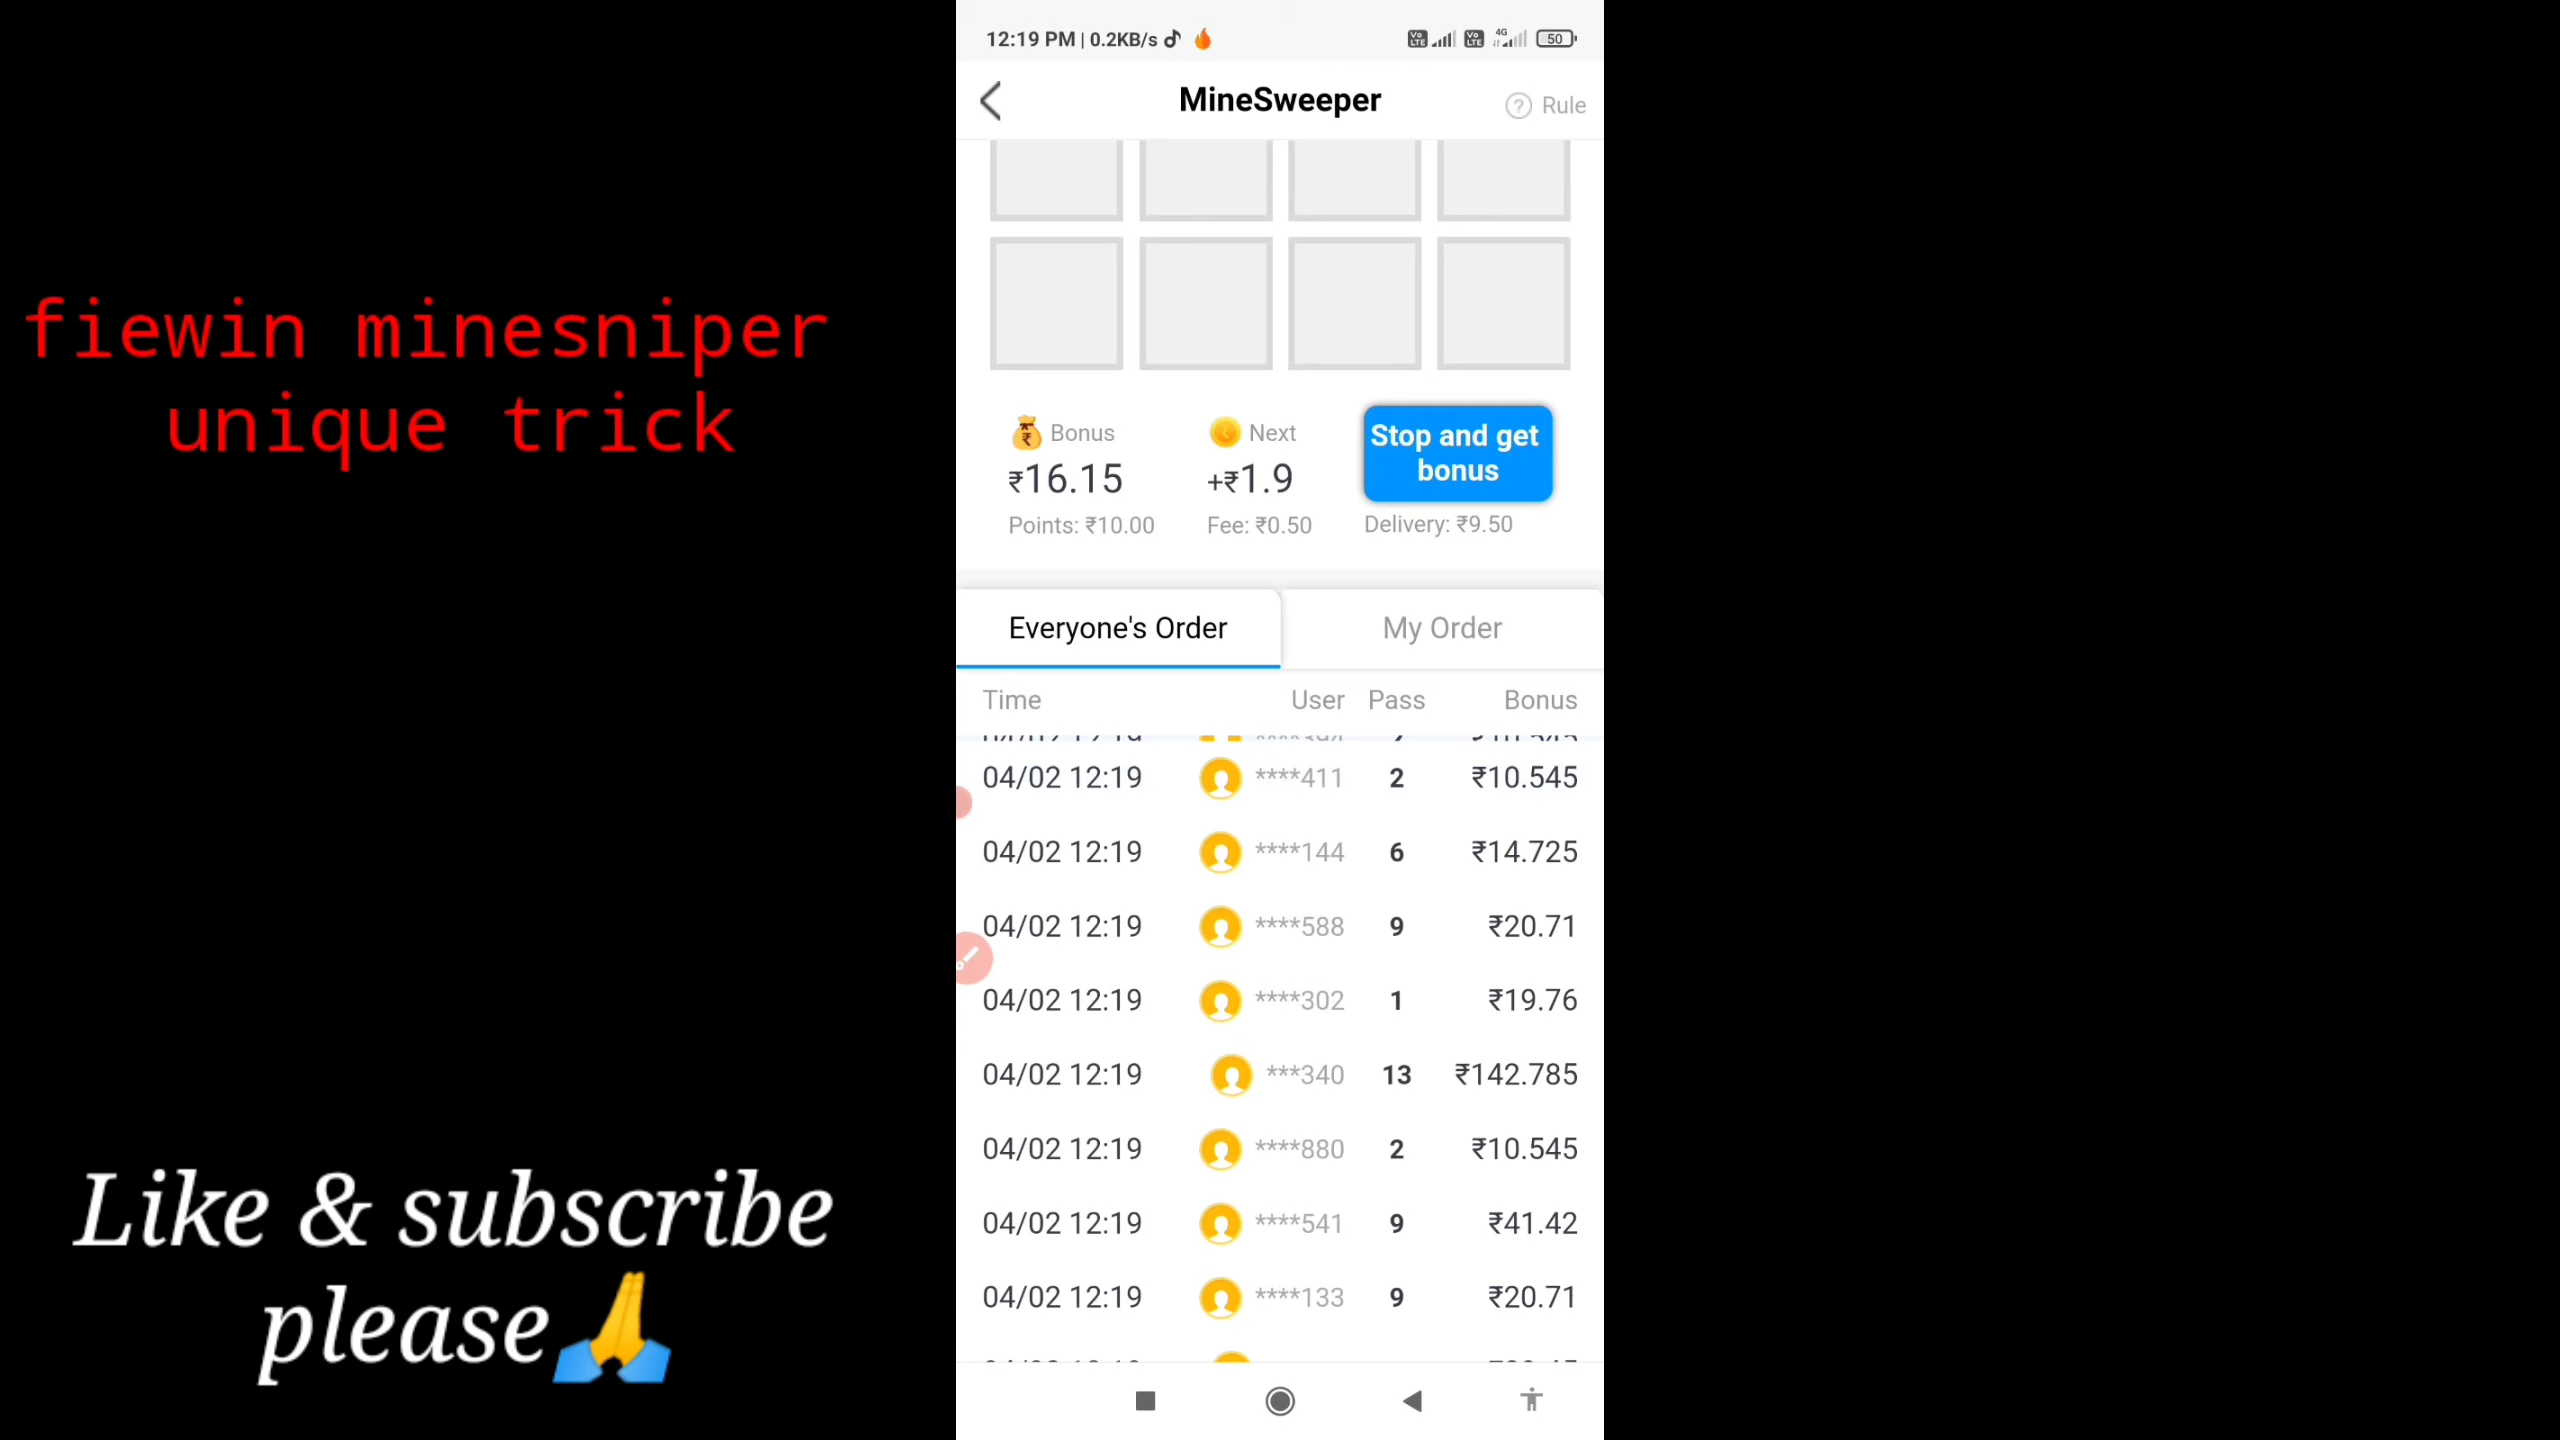 fiewin minesniper
unique trick
Like & subscribe
please🙏
12:19 PM | 0.2KB/s
Vo LTE Vo LTE 4G 50
MineSweeper
? Rule
Bonus Next Stop and get bonus
₹16.15 +₹1.9
Points: ₹10.00 Fee: ₹0.50 Delivery: ₹9.50
Everyone's Order My Order
Time User Pass Bonus
04/02 12:19 ****411 2 ₹10.545
04/02 12:19 ****144 6 ₹14.725
04/02 12:19 ****588 9 ₹20.71
04/02 12:19 ****302 1 ₹19.76
04/02 12:19 ***340 13 ₹142.785
04/02 12:19 ****880 2 ₹10.545
04/02 12:19 ****541 9 ₹41.42
04/02 12:19 ****133 9 ₹20.71